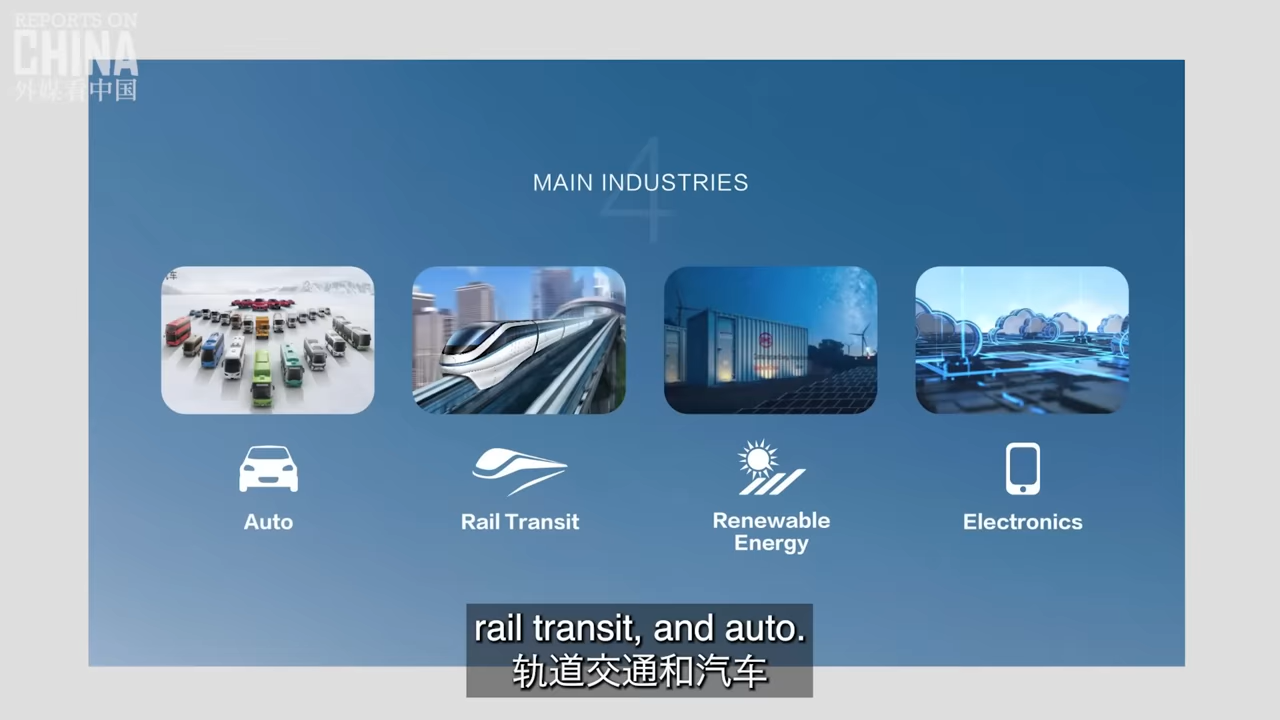 REPORTS ON
CHINA
外媒看中国
4
MAIN INDUSTRIES
Auto
Rail Transit
Renewable
Energy
Electronics
rail transit, and auto.
轨道交通和汽车